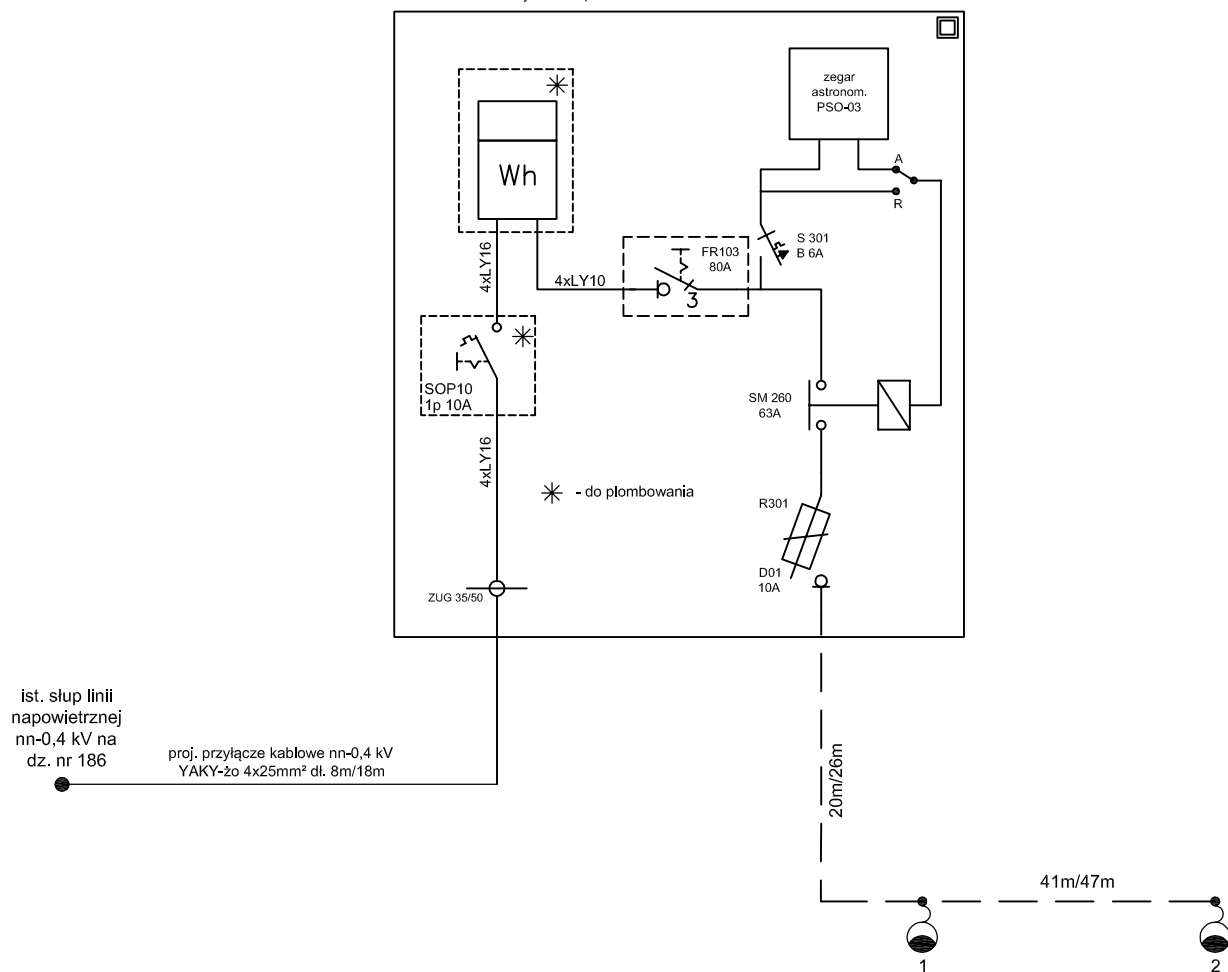 zegar
astronom.
PSO-03
A
R
Wh
S 301
B 6A
FR103
80A
3
4xLY16
4xLY10
SOP10
1p 10A
SM 260
63A
4xLY16
- do plombowania
R301
D01
10A
ZUG 35/50
ist. słup linii
napowietrznej
nn-0,4 kV na
dz. nr 186
proj. przyłącze kablowe nn-0,4 kV
YAKY-żo 4x25mm² dł. 8m/18m
20m/26m
41m/47m
1
2